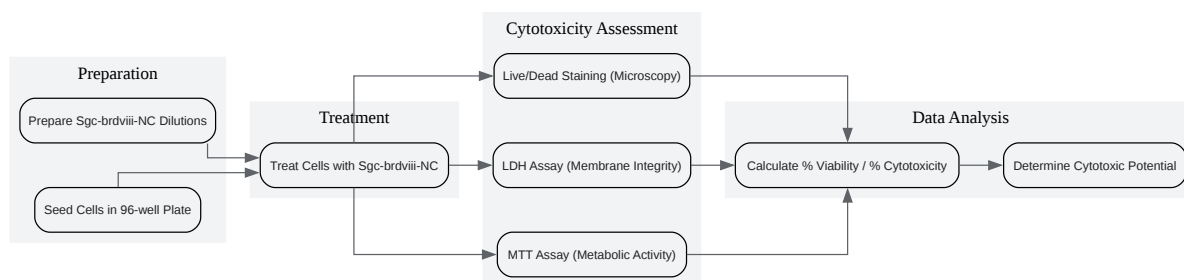 Preparation
Prepare Sgc-brdviii-NC Dilutions
Seed Cells in 96-well Plate
Treatment
Treat Cells with Sgc-brdviii-NC
Cytotoxicity Assessment
Live/Dead Staining (Microscopy)
LDH Assay (Membrane Integrity)
MTT Assay (Metabolic Activity)
Data Analysis
Calculate % Viability / % Cytotoxicity
Determine Cytotoxic Potential